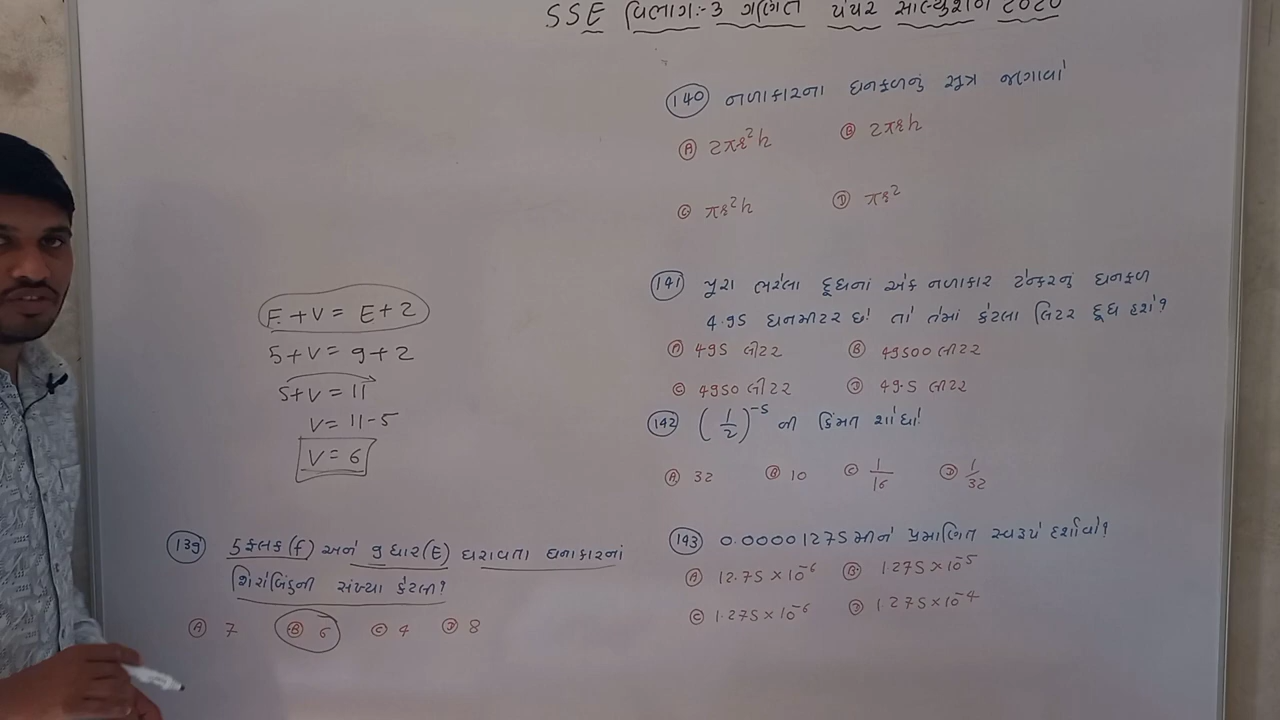 SSE વિભાગ:-3 ગણિત પેપર સોલ્યુશન 2020
F + V = E + 2
5 + V = 9 + 2
5 + V = 11
V = 11 - 5
V = 6
(139) 5 ફલક(F) અને 9 ધાર(E) ધરાવતા ઘનાકારનાં
શિરોબિંદુની સંખ્યા કેટલી?
(A) 7 (B) 6 (C) 4 (D) 8
(140) નળાકારના ઘનફળનું સૂત્ર જણાવો
(A) 2πr²h (B) 2πrh
(C) πr²h (D) πr²
(141) પુરા ભરેલા દૂધનાં એક નળાકાર ટેન્કરનું ઘનફળ
4.95 ઘનમીટર છે! તો તેમાં કેટલા લિટર દૂધ હશે?
(A) 495 લીટર (B) 49500 લીટર
(C) 4950 લીટર (D) 49.5 લીટર
(142) (1/2)⁻⁵ ની કિંમત શોધો!
(A) 32 (B) 10 (C) 1/16 (D) 1/32
(143) 0.00001275 મીને પ્રમાણિત સ્વરૂપે દર્શાવો?
(A) 12.75 × 10⁻⁶ (B) 1.275 × 10⁻⁵
(C) 1.275 × 10⁻⁶ (D) 1.275 × 10⁻⁴